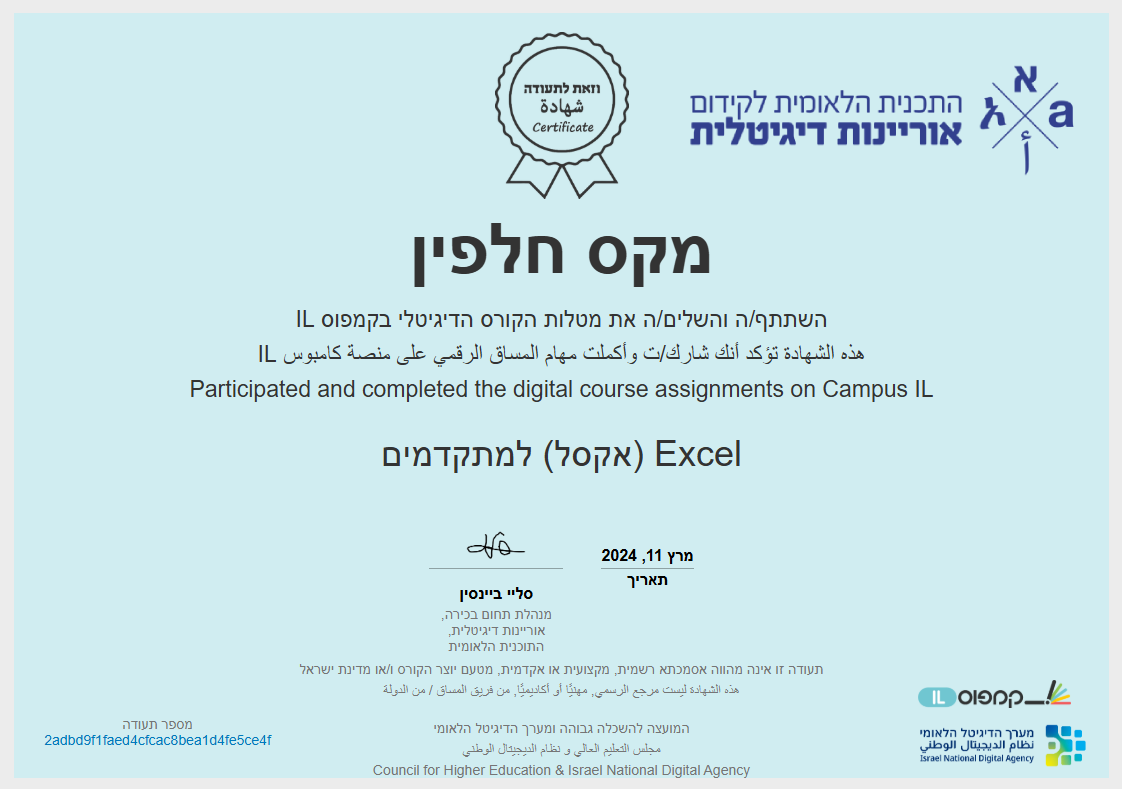 וזאת לתעודה
شهادة
Certificate
התכנית הלאומית לקידום
אוריינות דיגיטלית
א
a
أ
מקס חלפין
השתתף/ה והשלים/ה את מטלות הקורס הדיגיטלי בקמפוס IL
هذه الشهادة تؤكد أنك شارك/ت وأكملت مهام المساق الرقمي على منصة كامبوس IL
Participated and completed the digital course assignments on Campus IL
Excel (אקסל) למתקדמים
מרץ 11, 2024
תאריך
סליי ביינסין
מנהלת תחום בכירה,
אוריינות דיגיטלית,
התוכנית הלאומית
תעודה זו אינה מהווה אסמכתא רשמית, מקצועית או אקדמית, מטעם יוצר הקורס ו/או מדינת ישראל
هذه الشهادة ليست مرجع الرسمي, مهنيًا أو أكاديميًا, من فريق المساق / من الدولة
קמפוס IL
מספר תעודה
2adbd9f1faed4cfcac8bea1d4fe5ce4f
המועצה להשכלה גבוהה ומערך הדיגיטל הלאומי
مجلس التعليم العالي و نظام الديجيتال الوطني
Council for Higher Education & Israel National Digital Agency
מערך הדיגיטל הלאומי
نظام الديجيتال الوطني
Israel National Digital Agency